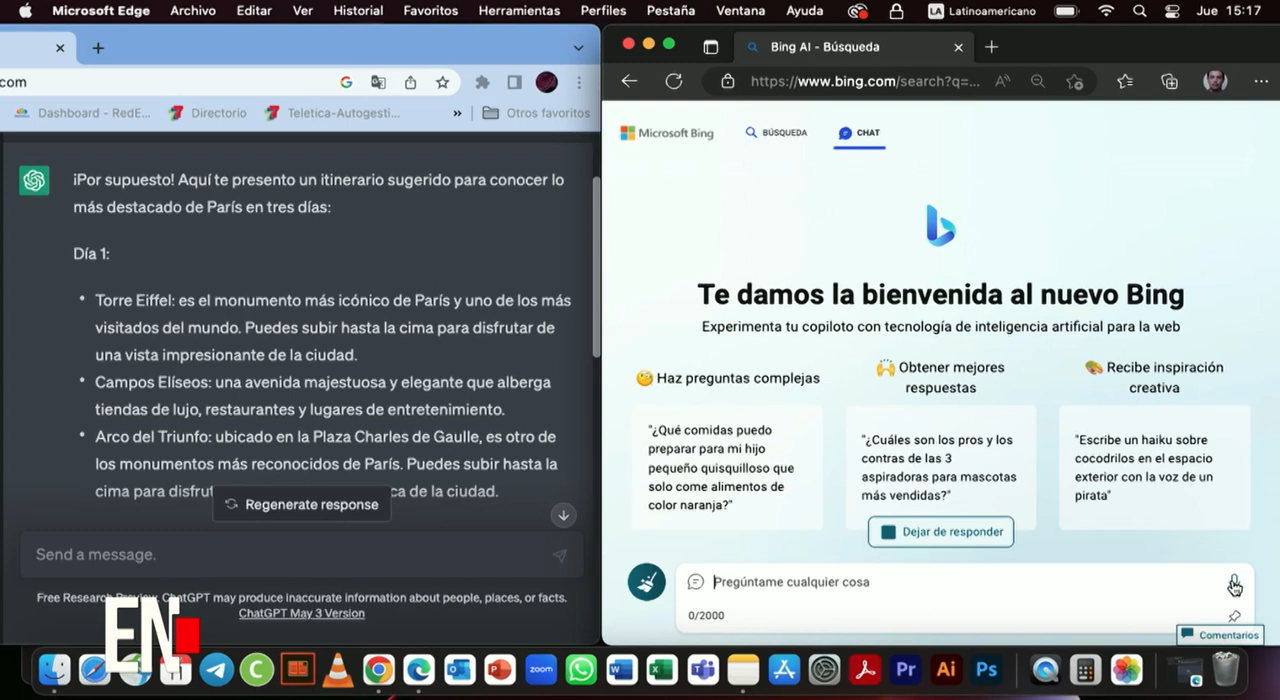 Microsoft Edge Archivo Editar Ver Historial Favoritos Herramientas Perfiles Pestaña Ventana Ayuda LA Latinoamericano Jue 15:17
com
Dashboard - RedE... Directorio Teletica-Autogesti... » Otros favoritos
¡Por supuesto! Aquí te presento un itinerario sugerido para conocer lo
más destacado de París en tres días:
Día 1:
• Torre Eiffel: es el monumento más icónico de París y uno de los más
visitados del mundo. Puedes subir hasta la cima para disfrutar de
una vista impresionante de la ciudad.
• Campos Elíseos: una avenida majestuosa y elegante que alberga
tiendas de lujo, restaurantes y lugares de entretenimiento.
• Arco del Triunfo: ubicado en la Plaza Charles de Gaulle, es otro de
los monumentos más reconocidos de París. Puedes subir hasta la
cima para disfrut ca de la ciudad.
Regenerate response
Send a message.
Free Research Preview. ChatGPT may produce inaccurate information about people, places, or facts.
ChatGPT May 3 Version
EN
Bing AI - Búsqueda
https://www.bing.com/search?q=...
Microsoft Bing BÚSQUEDA CHAT
Te damos la bienvenida al nuevo Bing
Experimenta tu copiloto con tecnología de inteligencia artificial para la web
Haz preguntas complejas
"¿Qué comidas puedo
preparar para mi hijo
pequeño quisquilloso que
solo come alimentos de
color naranja?"
Obtener mejores
respuestas
"¿Cuáles son los pros y los
contras de las 3
aspiradoras para mascotas
más vendidas?"
Recibe inspiración
creativa
"Escribe un haiku sobre
cocodrilos en el espacio
exterior con la voz de un
pirata"
Dejar de responder
Pregúntame cualquier cosa
0/2000
Comentarios
zoom
Pr Ai Ps